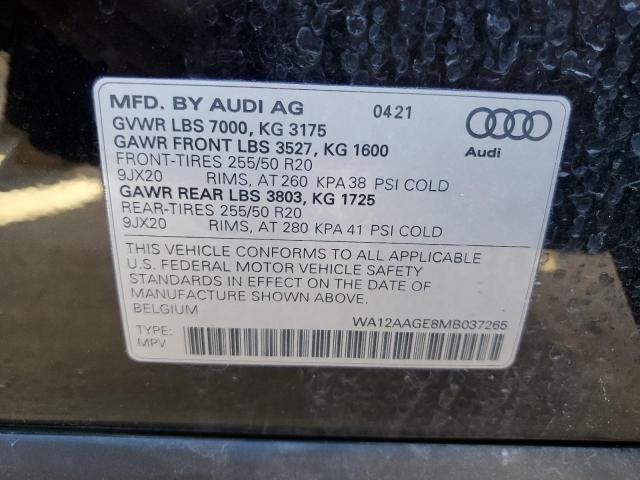 MFD. BY AUDI AG 0421
GVWR LBS 7000, KG 3175
GAWR FRONT LBS 3527, KG 1600
FRONT-TIRES 255/50 R20
9JX20 RIMS, AT 260 KPA 38 PSI COLD
GAWR REAR LBS 3803, KG 1725
REAR-TIRES 255/50 R20
9JX20 RIMS, AT 280 KPA 41 PSI COLD
Audi
THIS VEHICLE CONFORMS TO ALL APPLICABLE
U.S. FEDERAL MOTOR VEHICLE SAFETY
STANDARDS IN EFFECT ON THE DATE OF
MANUFACTURE SHOWN ABOVE.
BELGIUM
WA12AAGE8MB037265
TYPE:
MPV